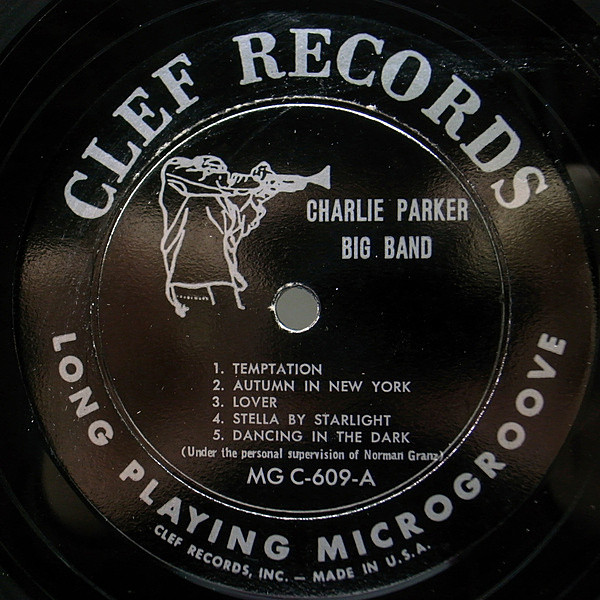 CLEF RECORDS
CHARLIE PARKER
BIG BAND
1. TEMPTATION
2. AUTUMN IN NEW YORK
3. LOVER
4. STELLA BY STARLIGHT
5. DANCING IN THE DARK
(Under the personal supervision of Norman Granz)
MG C-609-A
LONG PLAYING MICROGROOVE
CLEF RECORDS, INC. — MADE IN U.S.A.